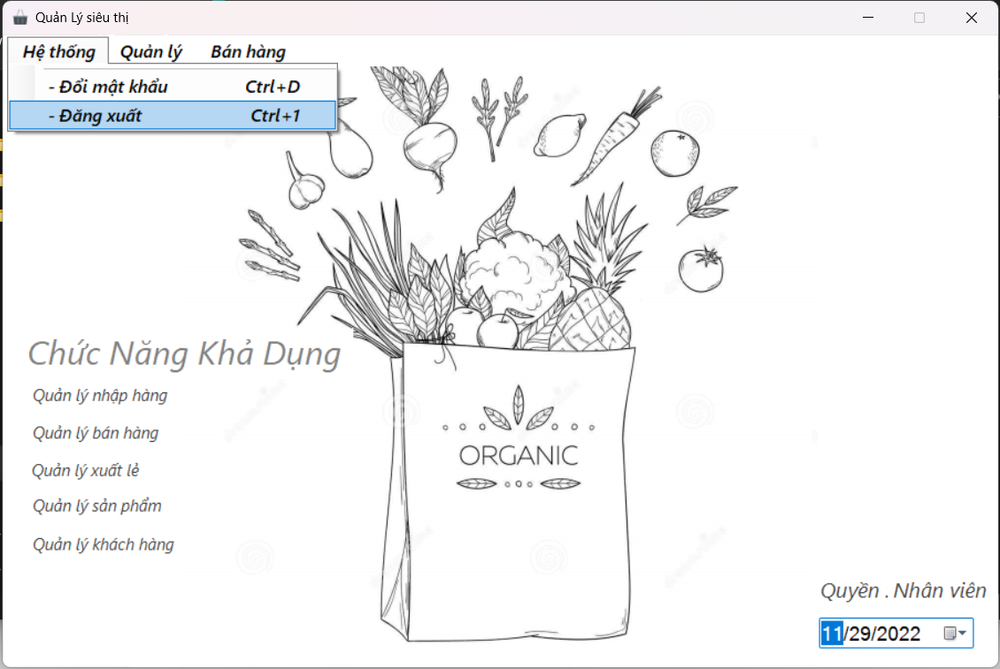 Quản Lý siêu thị
Hệ thống Quản lý Bán hàng
- Đổi mật khẩu Ctrl+D
- Đăng xuất Ctrl+1
Chức Năng Khả Dụng
Quản lý nhập hàng
Quản lý bán hàng
Quản lý xuất lẻ
Quản lý sản phẩm
Quản lý khách hàng
ORGANIC
Quyền . Nhân viên
11/29/2022